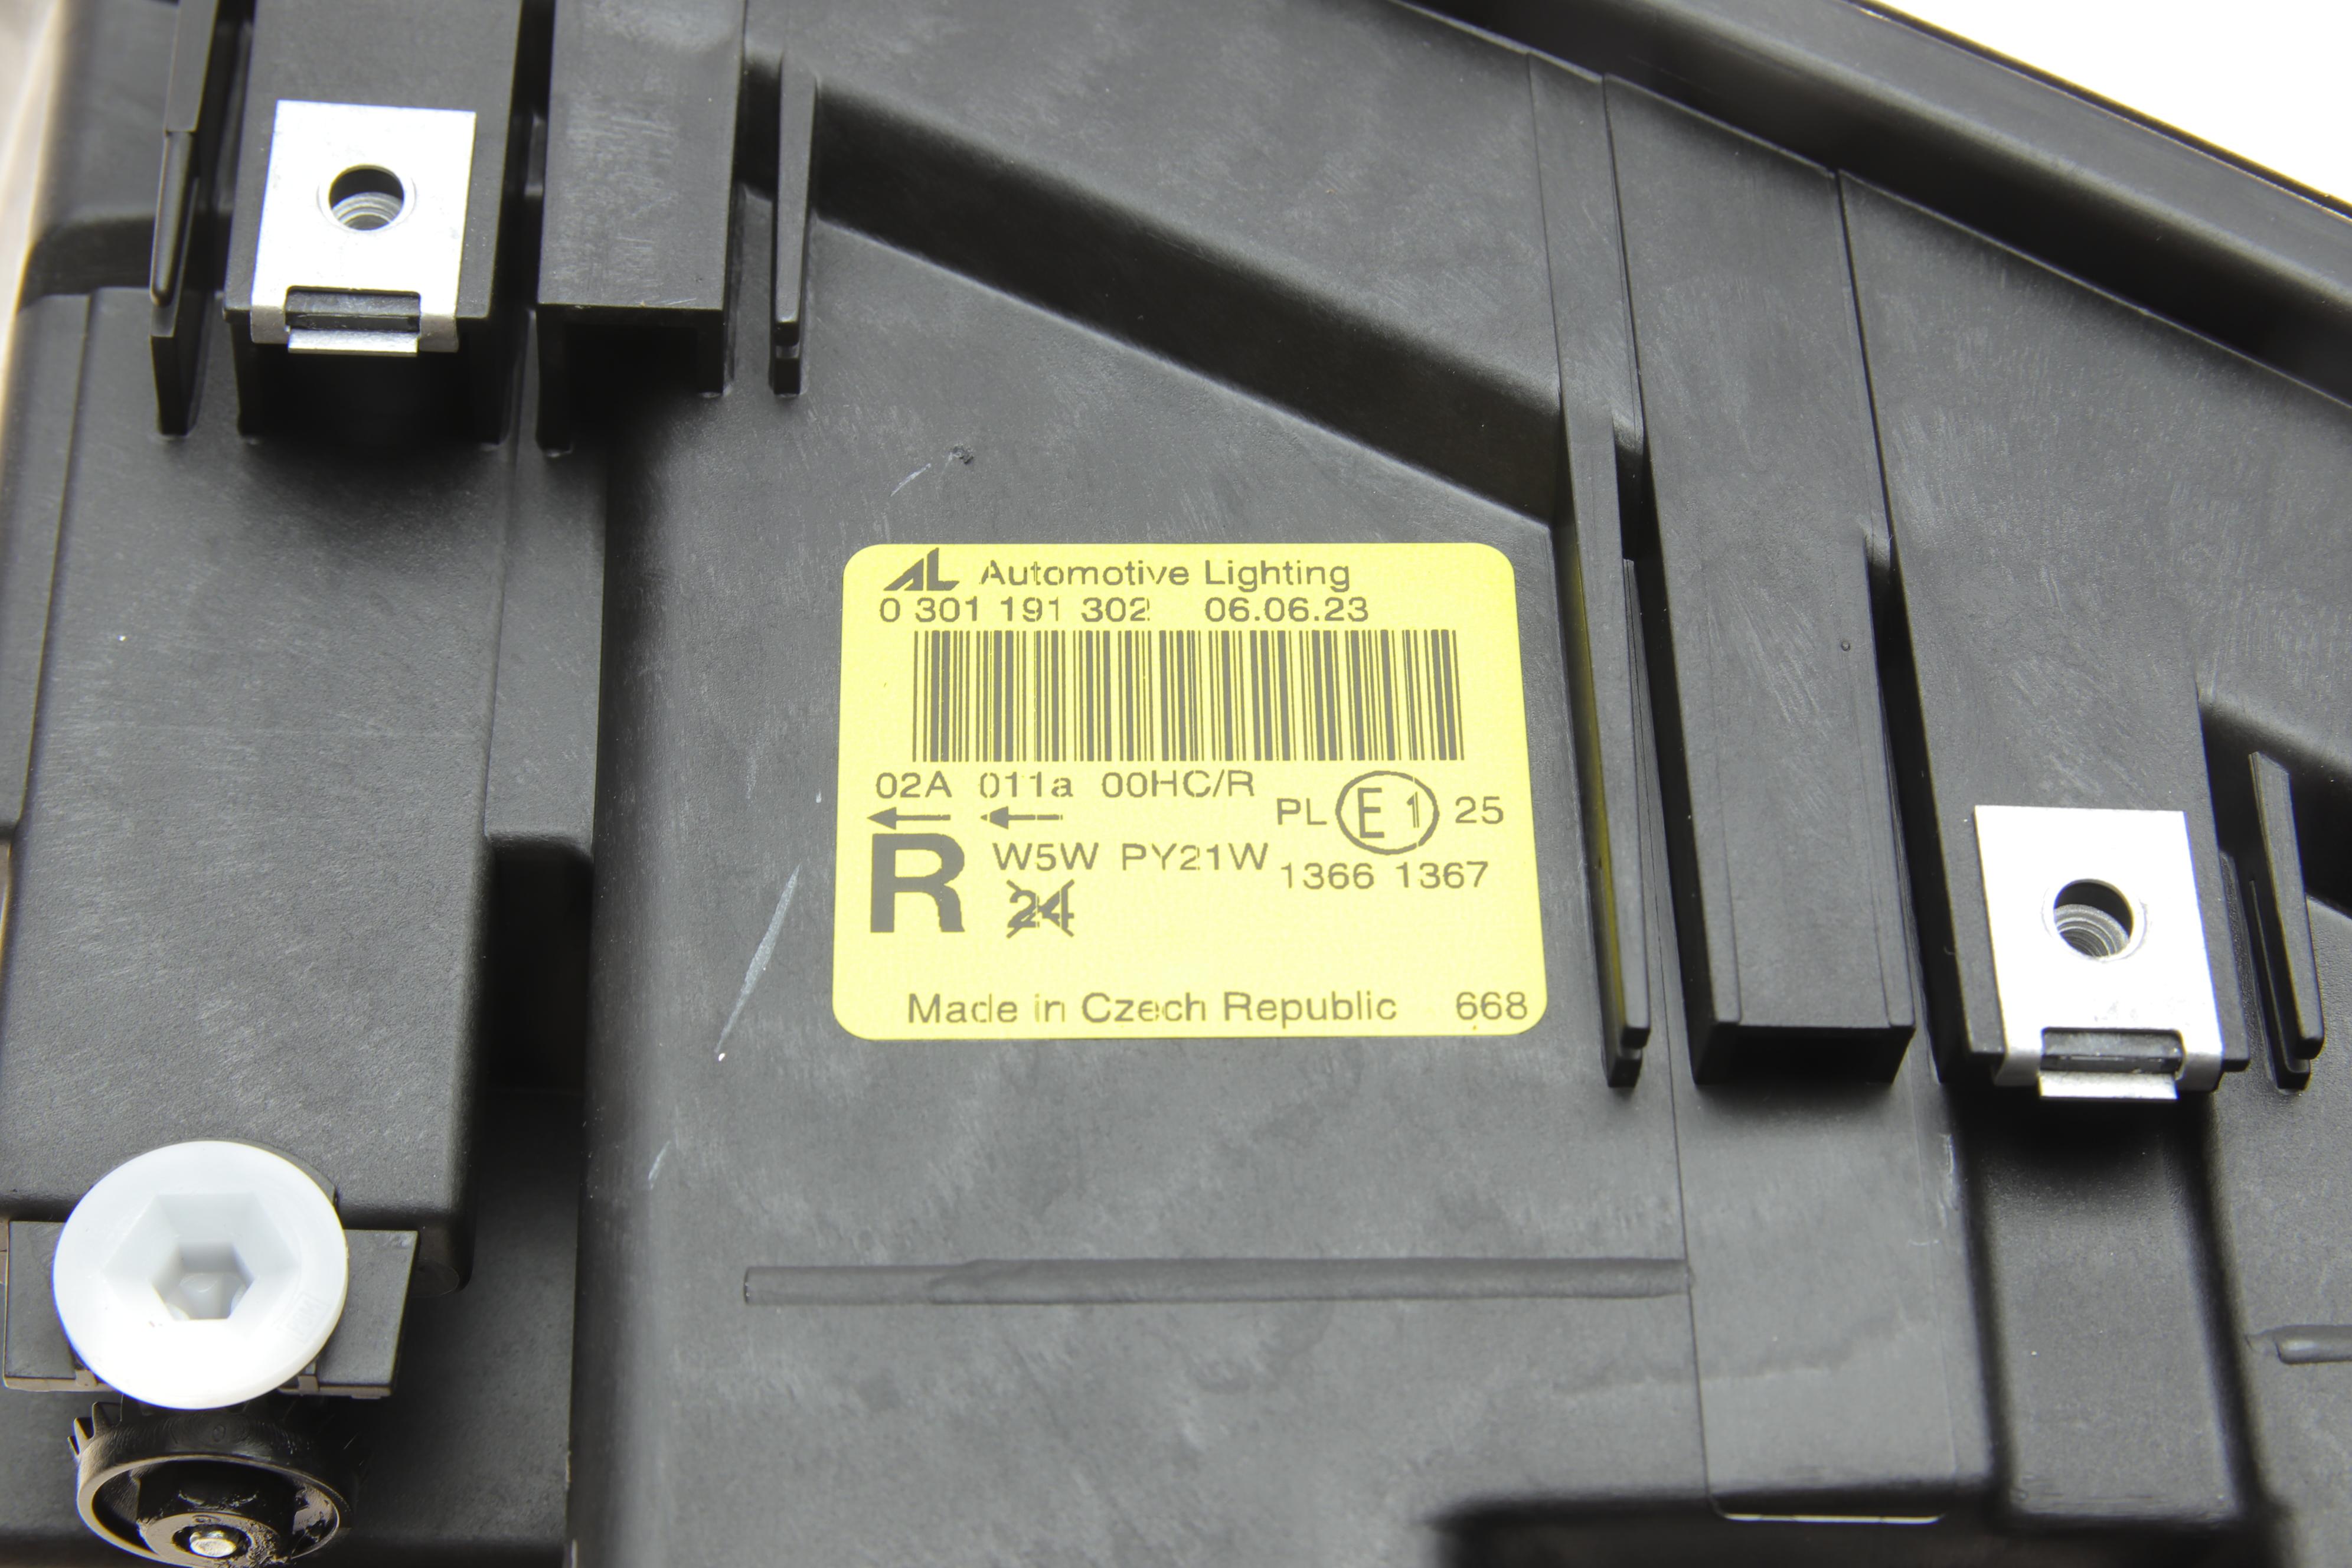 AL Automotive Lighting
0 301 191 302 06.06.23
02A 011a 00HC/R
PL E1 25
R W5W PY21W 1366 1367
24
Made in Czech Republic 668